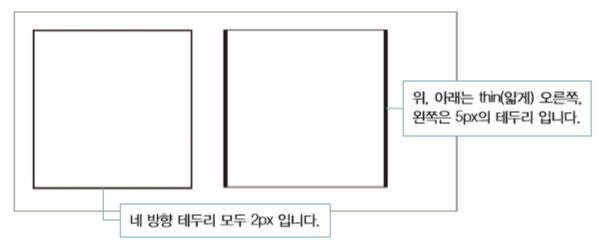 위, 아래는 thin(얇게) 오른쪽,
왼쪽은 5px의 테두리 입니다.
네 방향 테두리 모두 2px 입니다.